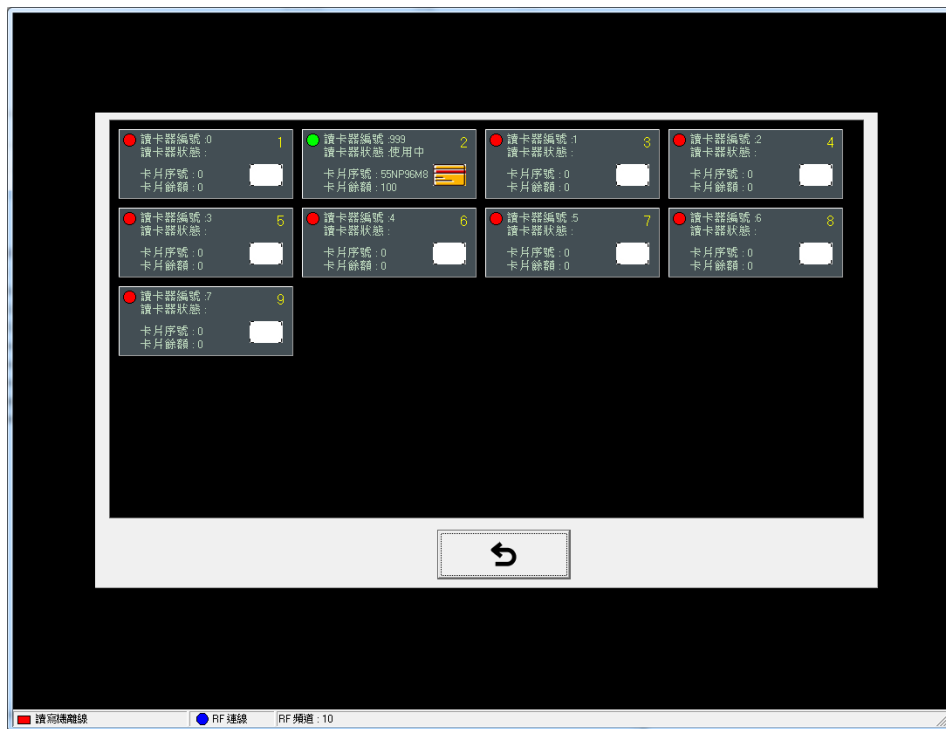 讀卡器編號 :0
1
讀卡器狀態 :
卡片序號 : 0
卡片餘額 : 0
讀卡器編號 :999
2
讀卡器狀態 :使用中
卡片序號 : 55NP96M8
卡片餘額 : 100
讀卡器編號 :1
3
讀卡器狀態 :
卡片序號 : 0
卡片餘額 : 0
讀卡器編號 :2
4
讀卡器狀態 :
卡片序號 : 0
卡片餘額 : 0
讀卡器編號 :3
5
讀卡器狀態 :
卡片序號 : 0
卡片餘額 : 0
讀卡器編號 :4
6
讀卡器狀態 :
卡片序號 : 0
卡片餘額 : 0
讀卡器編號 :5
7
讀卡器狀態 :
卡片序號 : 0
卡片餘額 : 0
讀卡器編號 :6
8
讀卡器狀態 :
卡片序號 : 0
卡片餘額 : 0
讀卡器編號 :7
9
讀卡器狀態 :
卡片序號 : 0
卡片餘額 : 0
讀寫機離線
RF 連線
RF 頻道 : 10